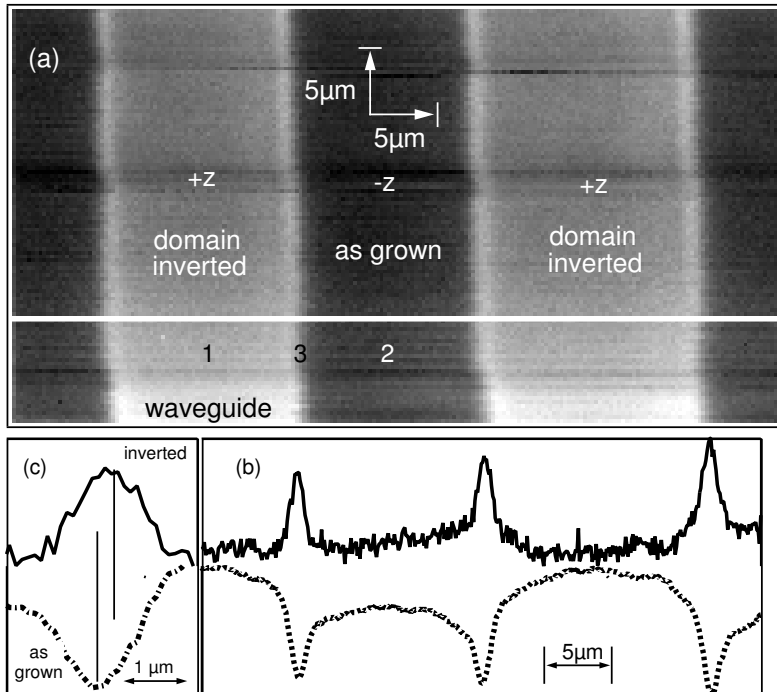 (a)
5µm
5µm
+z
-z
+z
domain
inverted
as grown
domain
inverted
1
3
2
waveguide
(c)
inverted
(b)
as
grown
1 µm
5µm